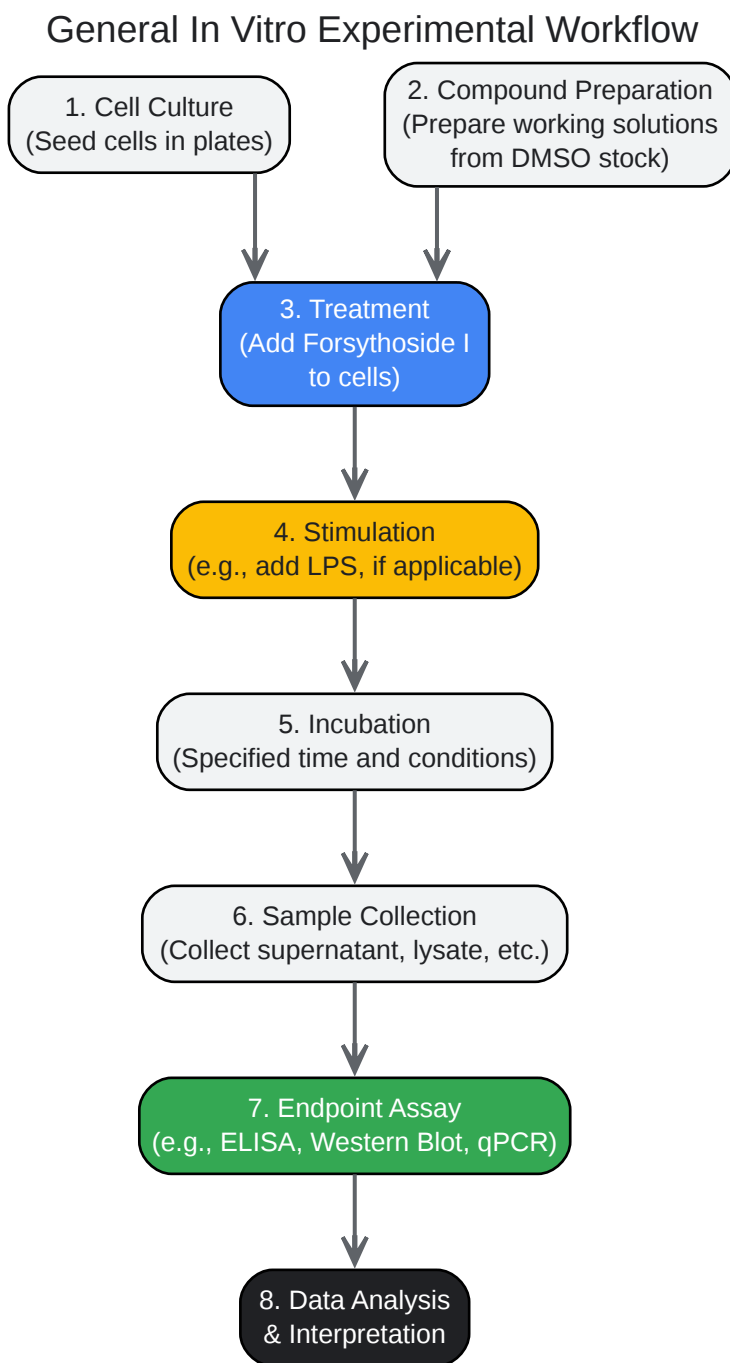 General In Vitro Experimental Workflow
1. Cell Culture
(Seed cells in plates)
2. Compound Preparation
(Prepare working solutions
from DMSO stock)
3. Treatment
(Add Forsythoside I
to cells)
4. Stimulation
(e.g., add LPS, if applicable)
5. Incubation
(Specified time and conditions)
6. Sample Collection
(Collect supernatant, lysate, etc.)
7. Endpoint Assay
(e.g., ELISA, Western Blot, qPCR)
8. Data Analysis
& Interpretation